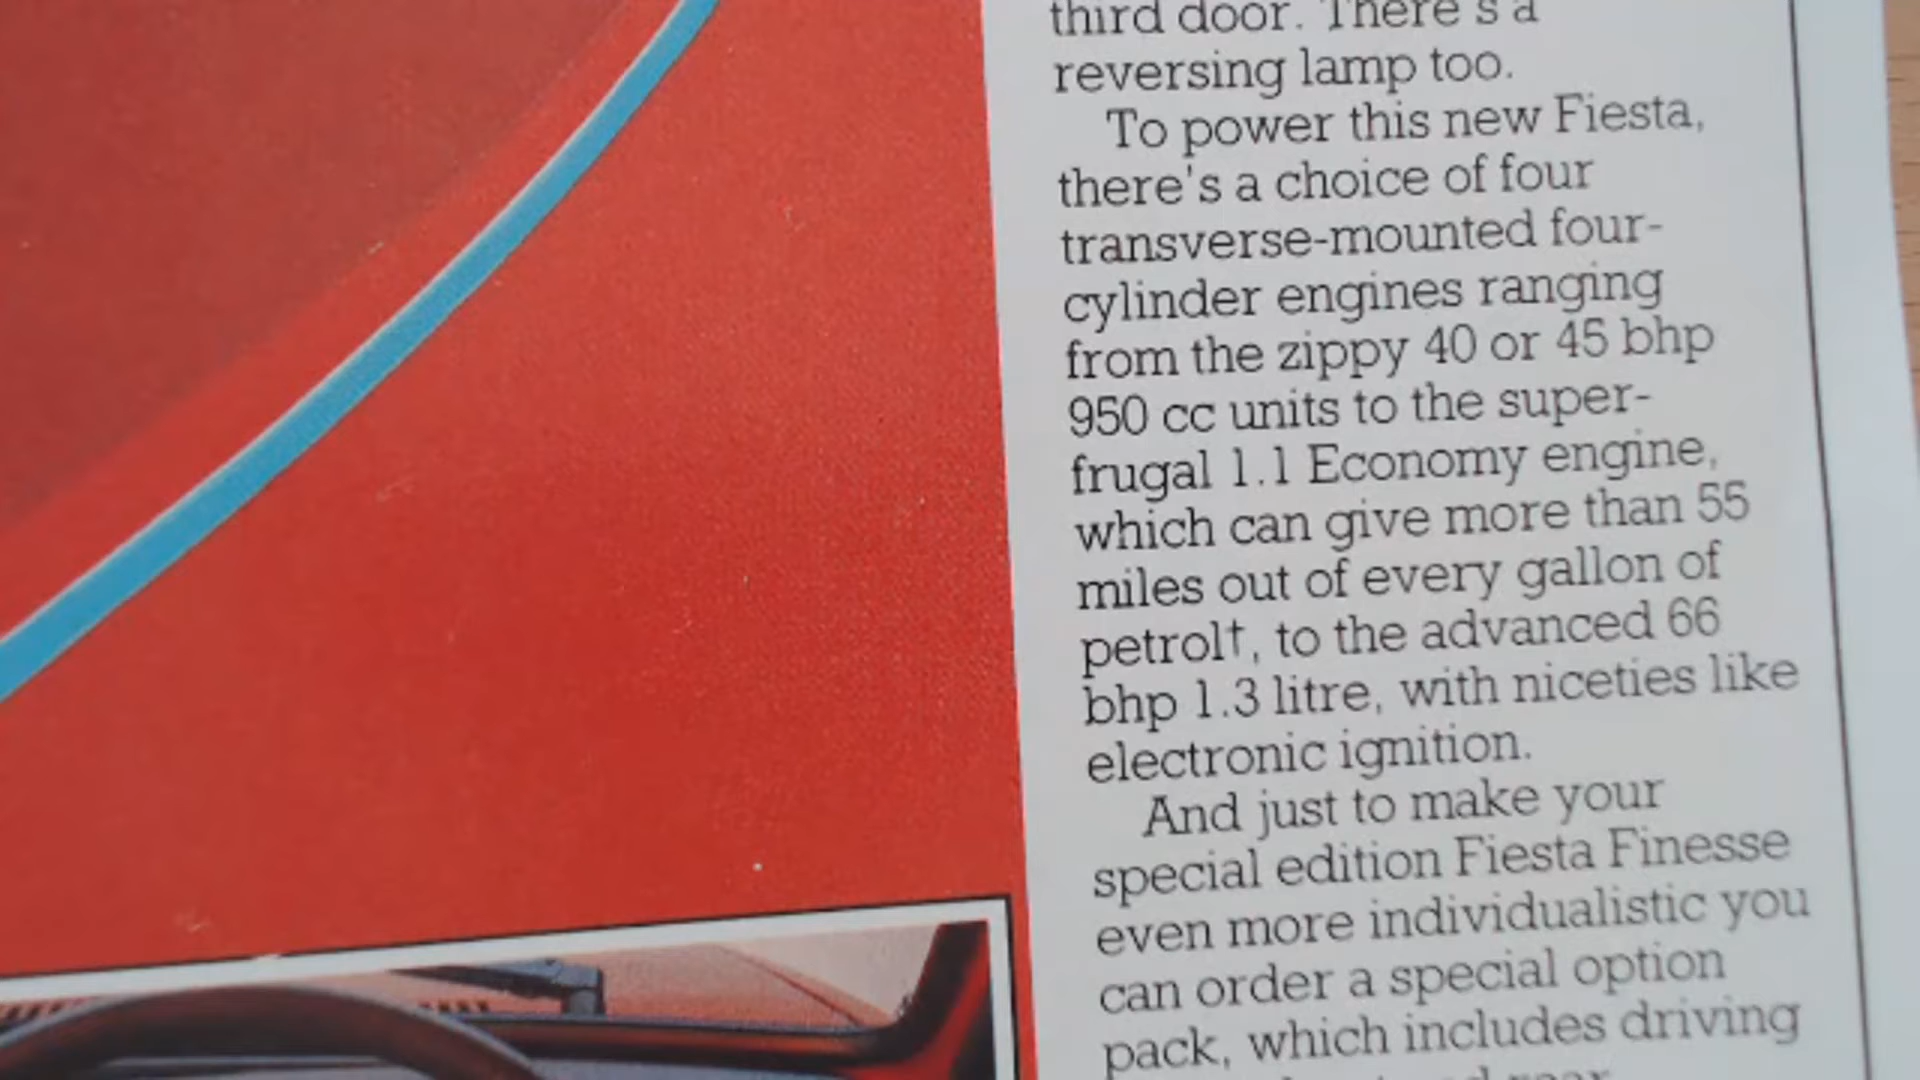 third door. There's a
reversing lamp too.
To power this new Fiesta,
there's a choice of four
transverse-mounted four-
cylinder engines ranging
from the zippy 40 or 45 bhp
950 cc units to the super-
frugal 1.1 Economy engine,
which can give more than 55
miles out of every gallon of
petrol†, to the advanced 66
bhp 1.3 litre, with niceties like
electronic ignition.
And just to make your
special edition Fiesta Finesse
even more individualistic you
can order a special option
pack, which includes driving